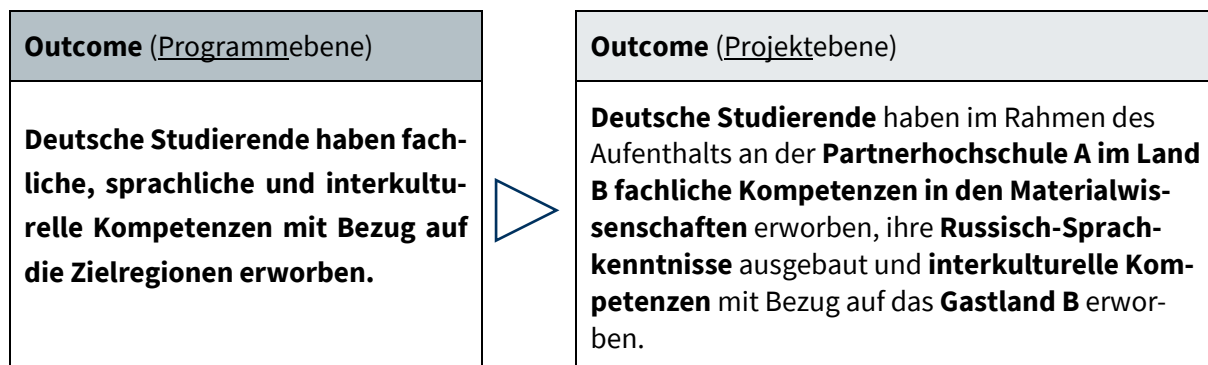 Outcome (Programmebene)
Deutsche Studierende haben fach-
liche, sprachliche und interkultu-
relle Kompetenzen mit Bezug auf
die Zielregionen erworben.
Outcome (Projektebene)
Deutsche Studierende haben im Rahmen des
Aufenthalts an der Partnerhochschule A im Land
B fachliche Kompetenzen in den Materialwis-
senschaften erworben, ihre Russisch-Sprach-
kenntnisse ausgebaut und interkulturelle Kom-
petenzen mit Bezug auf das Gastland B erwor-
ben.